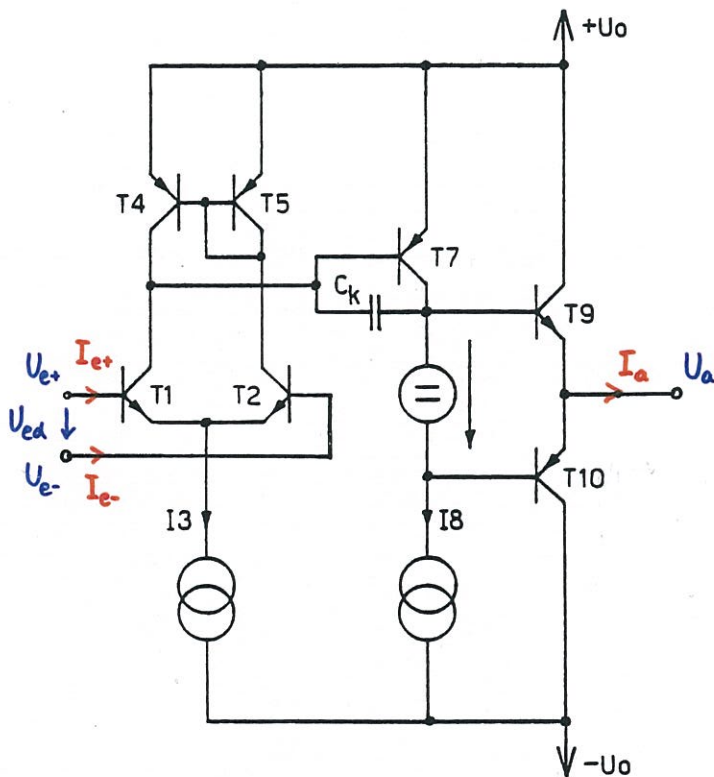 +Uo
T4
T5
T7
Ck
T9
Ue+
Ie+
T1
T2
Ia
Ua
=
Ued
Ue-
Ie-
T10
I3
I8
-Uo